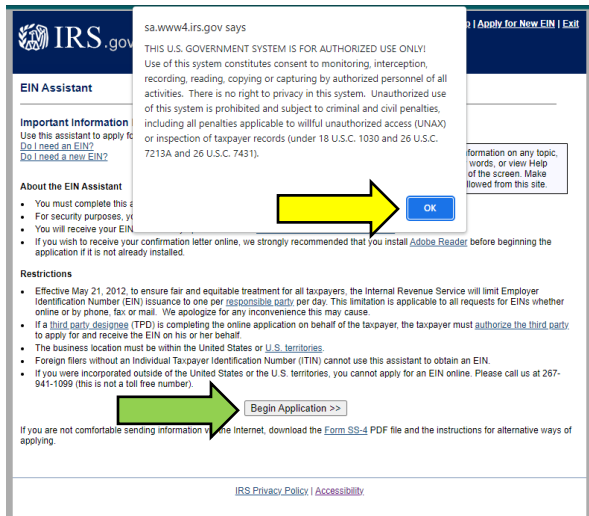 sa.www4.irs.gov says
THIS U.S. GOVERNMENT SYSTEM IS FOR AUTHORIZED USE ONLY!
Use of this system constitutes consent to monitoring, interception,
recording, reading, copying or capturing by authorized personnel of all
activities. There is no right to privacy in this system. Unauthorized use
of this system is prohibited and subject to criminal and civil penalties,
including all penalties applicable to willful unauthorized access (UNAX)
or inspection of taxpayer records (under 18 U.S.C. 1030 and 26 U.S.C.
7213A and 26 U.S.C. 7431).
OK
| Apply for New EIN | Exit
IRS.gov
EIN Assistant
Important Information
Use this assistant to apply fo
Do I need an EIN?
Do I need a new EIN?
formation on any topic,
words, or view Help
of the screen. Make
llowed from this site.
About the EIN Assistant
• You must complete this a
• For security purposes, yo
• You will receive your EIN
• If you wish to receive your confirmation letter online, we strongly recommended that you install Adobe Reader before beginning the
application if it is not already installed.
Restrictions
• Effective May 21, 2012, to ensure fair and equitable treatment for all taxpayers, the Internal Revenue Service will limit Employer
Identification Number (EIN) issuance to one per responsible party per day. This limitation is applicable to all requests for EINs whether
online or by phone, fax or mail. We apologize for any inconvenience this may cause.
• If a third party designee (TPD) is completing the online application on behalf of the taxpayer, the taxpayer must authorize the third party
to apply for and receive the EIN on his or her behalf.
• The business location must be within the United States or U.S. territories.
• Foreign filers without an Individual Taxpayer Identification Number (ITIN) cannot use this assistant to obtain an EIN.
• If you were incorporated outside of the United States or the U.S. territories, you cannot apply for an EIN online. Please call us at 267-
941-1099 (this is not a toll free number).
Begin Application >>
If you are not comfortable sending information v the Internet, download the Form SS-4 PDF file and the instructions for alternative ways of
applying.
IRS Privacy Policy | Accessibility